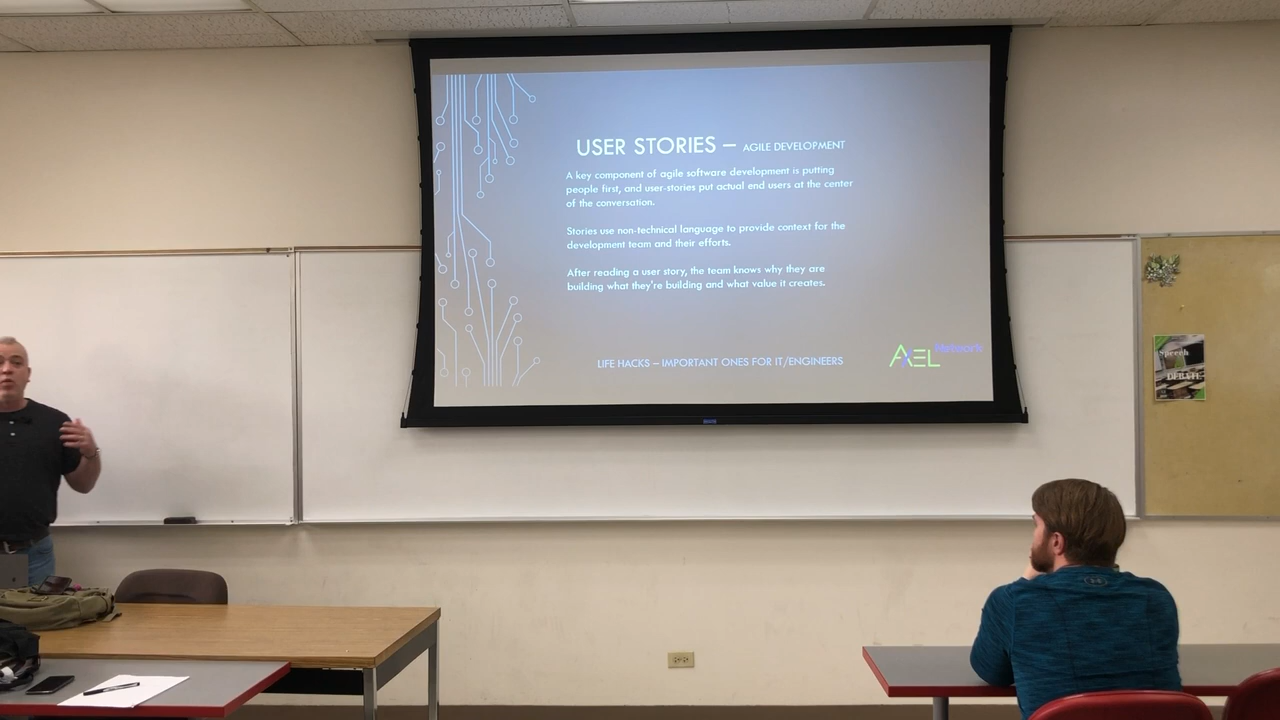 USER STORIES – AGILE DEVELOPMENT
A key component of agile software development is putting
people first, and user-stories put actual end users at the center
of the conversation.
Stories use non-technical language to provide context for the
development team and their efforts.
After reading a user story, the team knows why they are
building what they're building and what value it creates.
LIFE HACKS – IMPORTANT ONES FOR IT/ENGINEERS
AXEL Network
Speech
DEBATE